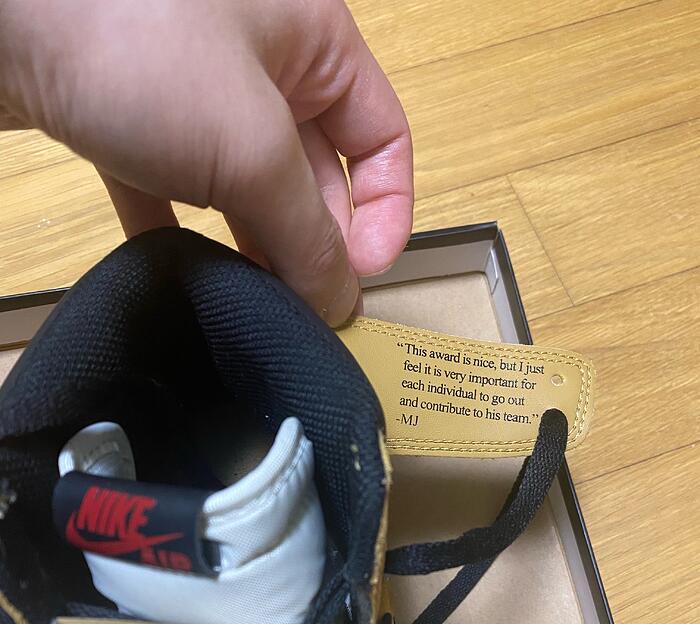 “This award is nice, but I just
feel it is very important for
each individual to go out
and contribute to his team.”
-MJ
NIKE
AIR